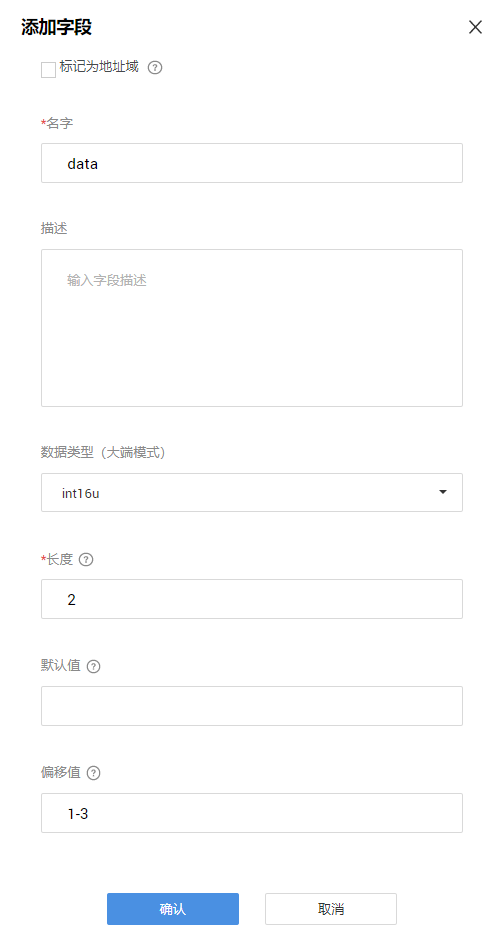 添加字段
标记为地址域 ?
*名字
data
描述
输入字段描述
数据类型（大端模式）
int16u
*长度 ?
2
默认值 ?
偏移值 ?
1-3
确认 取消